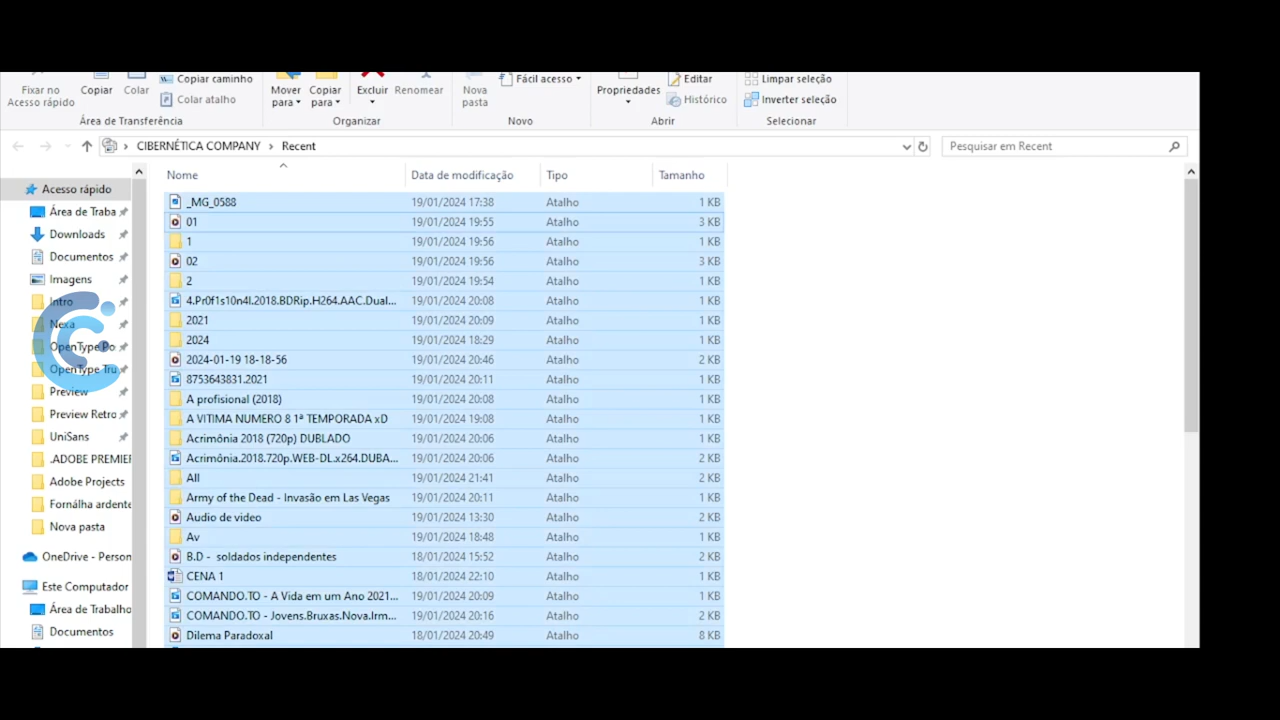 Copiar caminho
Fácil acesso
Editar
Limpar seleção
Fixar no Acesso rápido
Copiar
Colar
Colar atalho
Mover para
Copiar para
Excluir
Renomear
Nova pasta
Propriedades
Histórico
Inverter seleção
Área de Transferência
Organizar
Novo
Abrir
Selecionar
CIBERNÉTICA COMPANY > Recent
Pesquisar em Recent
Nome Data de modificação Tipo Tamanho
Acesso rápido
Área de Traba
Downloads
Documentos
Imagens
Intro
Nexa
OpenType Po
OpenType Tru
Preview
Preview Retro
UniSans
.ADOBE PREMIER
Adobe Projects
Fornálha ardente
Nova pasta
OneDrive - Person
Este Computador
Área de Trabalho
Documentos
_MG_0588 19/01/2024 17:38 Atalho 1 KB
01 19/01/2024 19:55 Atalho 3 KB
1 19/01/2024 19:56 Atalho 1 KB
02 19/01/2024 19:56 Atalho 3 KB
2 19/01/2024 19:54 Atalho 1 KB
4.Pr0f1s10n4l.2018.BDRip.H264.AAC.Dual... 19/01/2024 20:08 Atalho 1 KB
2021 19/01/2024 20:09 Atalho 1 KB
2024 19/01/2024 18:29 Atalho 1 KB
2024-01-19 18-18-56 19/01/2024 20:46 Atalho 2 KB
8753643831.2021 19/01/2024 20:11 Atalho 1 KB
A profisional (2018) 19/01/2024 20:08 Atalho 1 KB
A VITIMA NUMERO 8 1ª TEMPORADA xD 19/01/2024 19:08 Atalho 1 KB
Acrimônia 2018 (720p) DUBLADO 19/01/2024 20:06 Atalho 1 KB
Acrimônia.2018.720p.WEB-DL.x264.DUBA... 19/01/2024 20:06 Atalho 2 KB
All 19/01/2024 21:41 Atalho 2 KB
Army of the Dead - Invasão em Las Vegas 19/01/2024 20:11 Atalho 1 KB
Audio de video 19/01/2024 13:30 Atalho 2 KB
Av 19/01/2024 18:48 Atalho 1 KB
B.D - soldados independentes 18/01/2024 15:52 Atalho 2 KB
CENA 1 18/01/2024 22:10 Atalho 1 KB
COMANDO.TO - A Vida em um Ano 2021... 19/01/2024 20:09 Atalho 1 KB
COMANDO.TO - Jovens.Bruxas.Nova.Irm... 19/01/2024 20:16 Atalho 2 KB
Dilema Paradoxal 18/01/2024 20:49 Atalho 8 KB